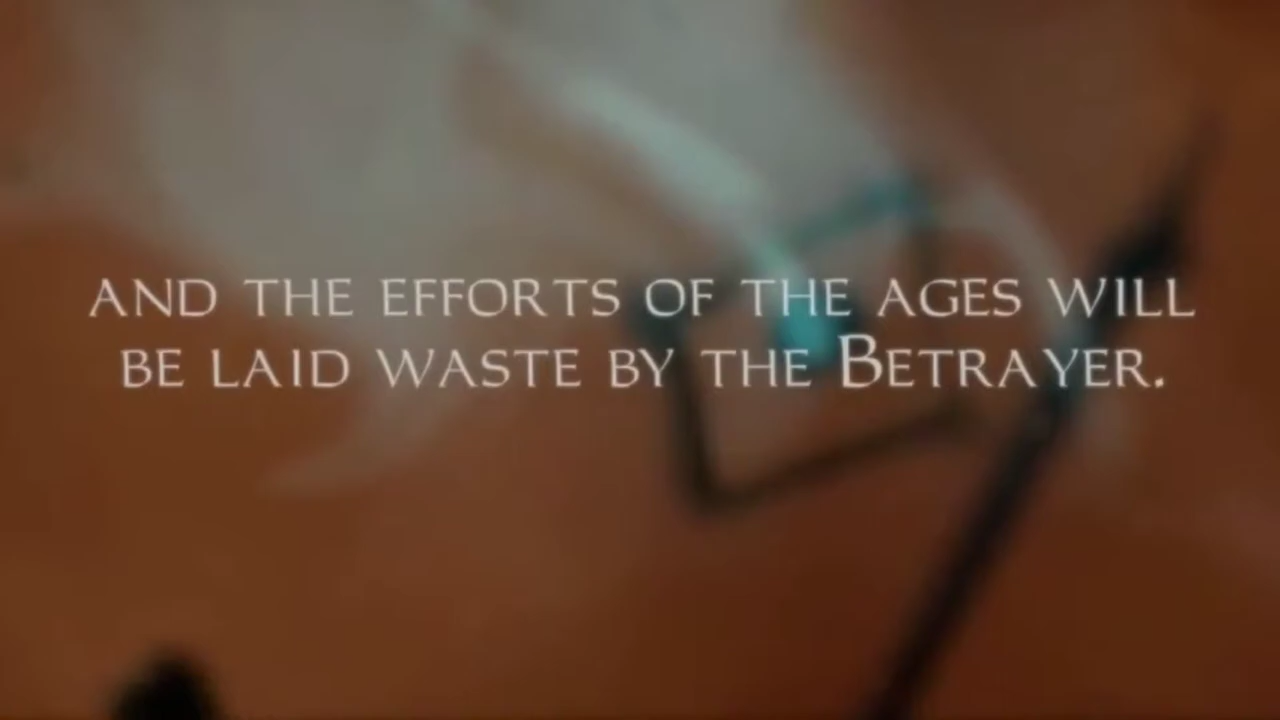 AND THE EFFORTS OF THE AGES WILL
BE LAID WASTE BY THE BETRAYER.